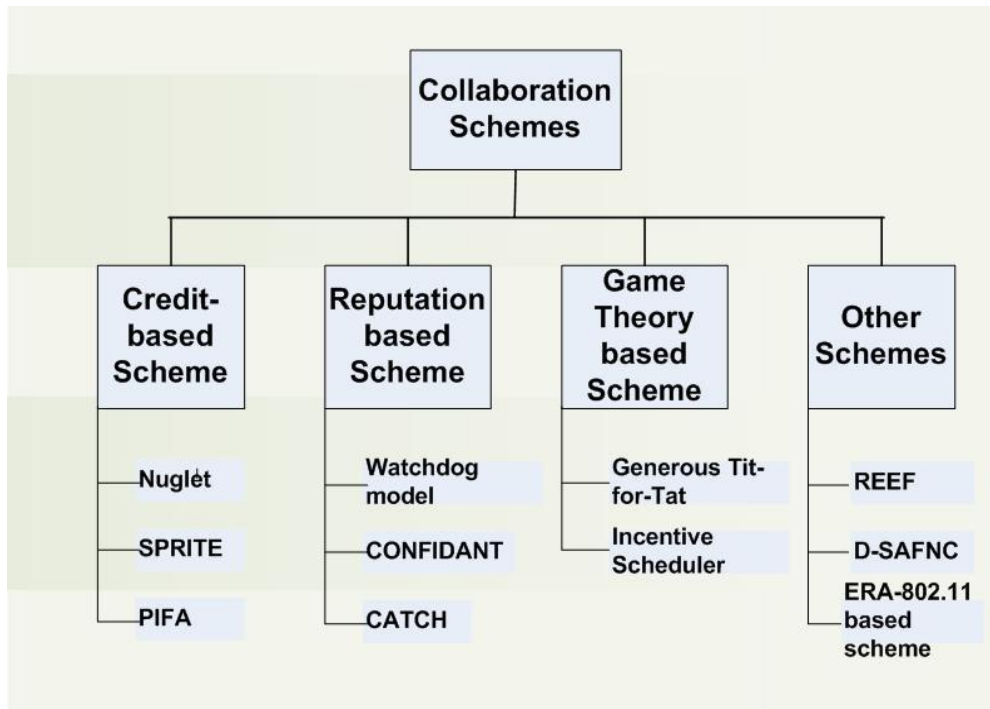 Collaboration
Schemes
Credit-
based
Scheme
Nuglet
SPRITE
PIFA
Reputation
based
Scheme
Watchdog
model
CONFIDANT
CATCH
Game
Theory
based
Scheme
Generous Tit-
for-Tat
Incentive
Scheduler
Other
Schemes
REEF
D-SAFNC
ERA-802.11
based
scheme